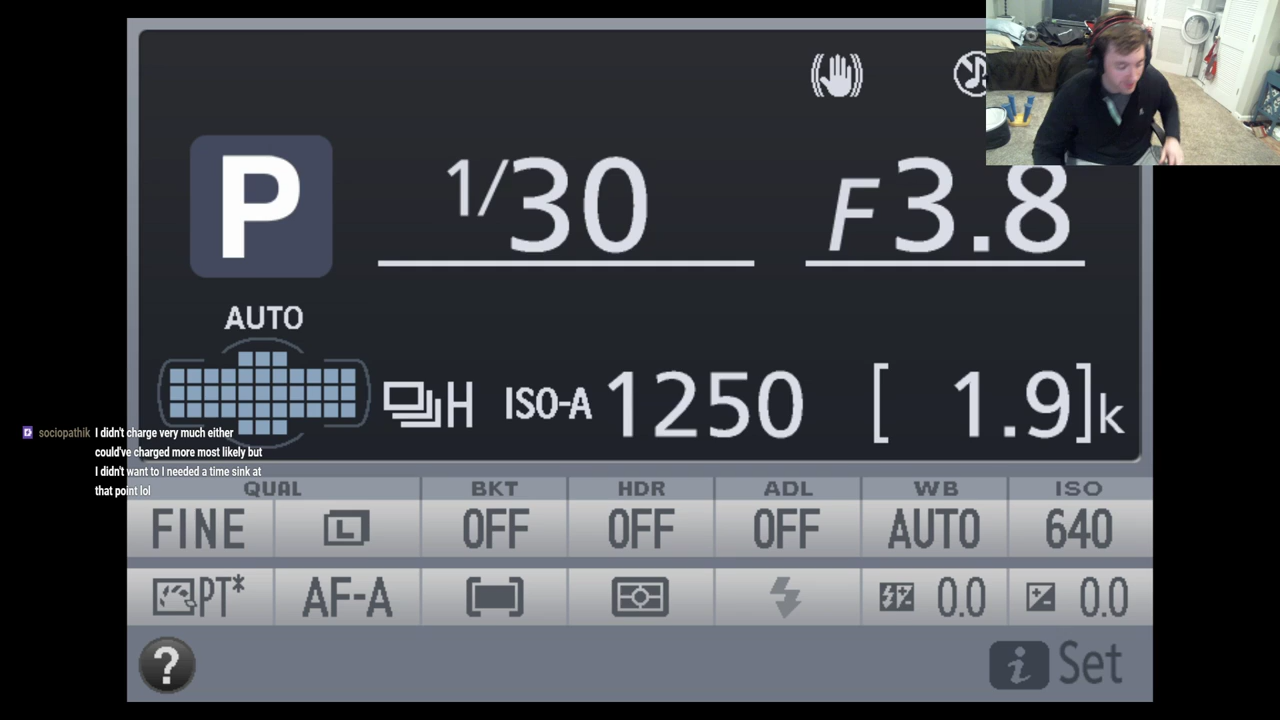 P
1/30
F3.8
AUTO
H
ISO-A 1250
[1.9]k
sociopathik I didn't charge very much either
could've charged more most likely but
I didn't want to I needed a time sink at
that point lol
QUAL BKT HDR ADL WB ISO
FINE L OFF OFF OFF AUTO 640
PT* AF-A 0.0 0.0
? i Set